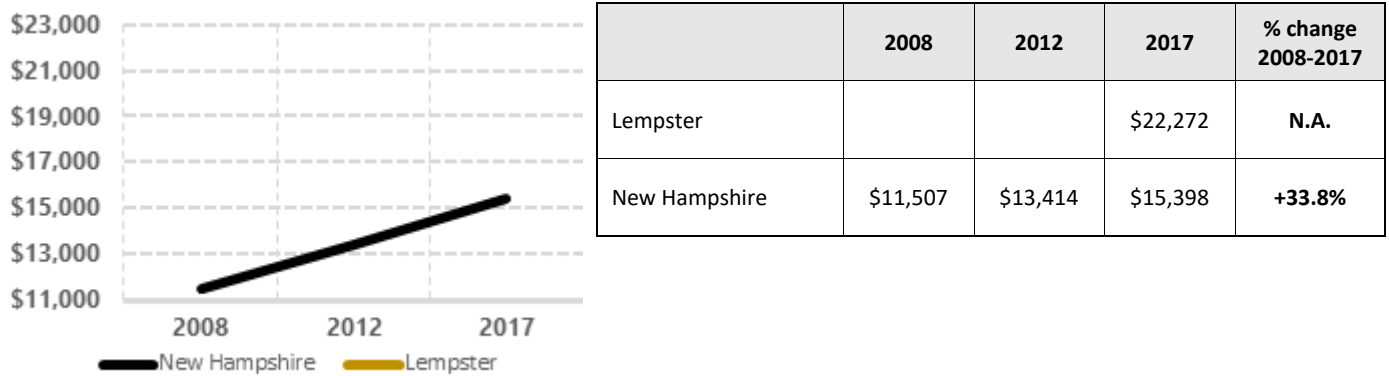 $23,000
$21,000
$19,000
$17,000
$15,000
$13,000
$11,000
2008 2012 2017
New Hampshire Lempster
2008 2012 2017 % change
2008-2017
Lempster $22,272 N.A.
New Hampshire $11,507 $13,414 $15,398 +33.8%